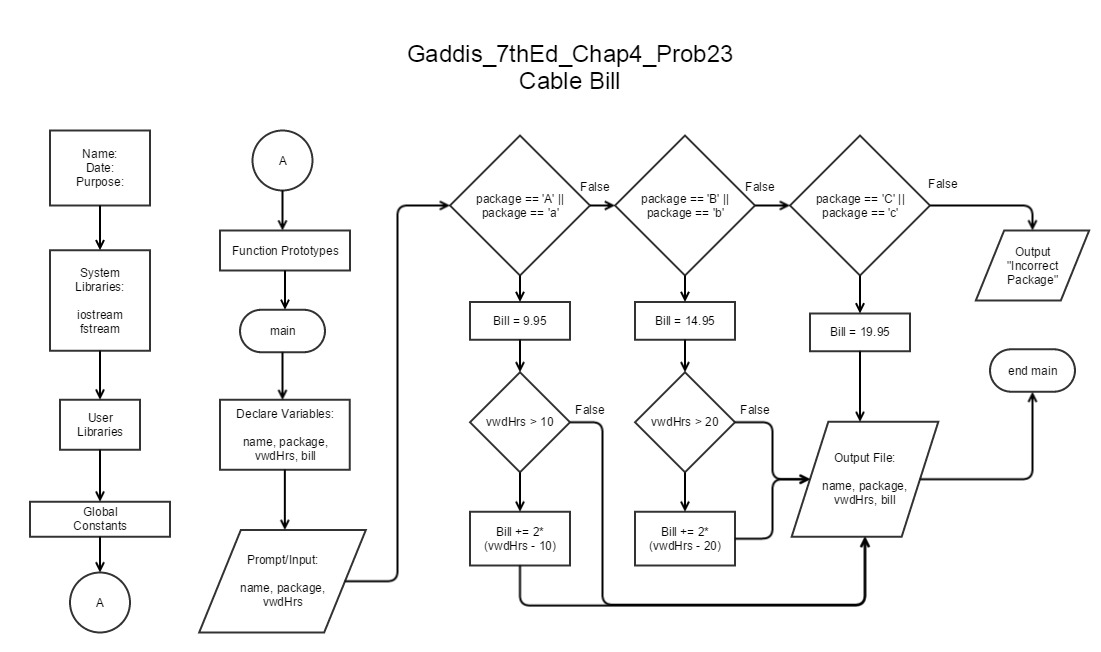 Gaddis_7thEd_Chap4_Prob23
Cable Bill
Name:
Date:
Purpose:
System
Libraries:
iostream
fstream
User
Libraries
Global
Constants
A
A
Function Prototypes
main
Declare Variables:
name, package,
vwdHrs, bill
Prompt/Input:
name, package,
vwdHrs
package == 'A' ||
package == 'a'
False
Bill = 9.95
vwdHrs > 10
False
Bill += 2*
(vwdHrs - 10)
package == 'B' ||
package == 'b'
False
Bill = 14.95
vwdHrs > 20
False
Bill += 2*
(vwdHrs - 20)
package == 'C' ||
package == 'c'
False
Bill = 19.95
Output File:
name, package,
vwdHrs, bill
Output
"Incorrect
Package"
end main